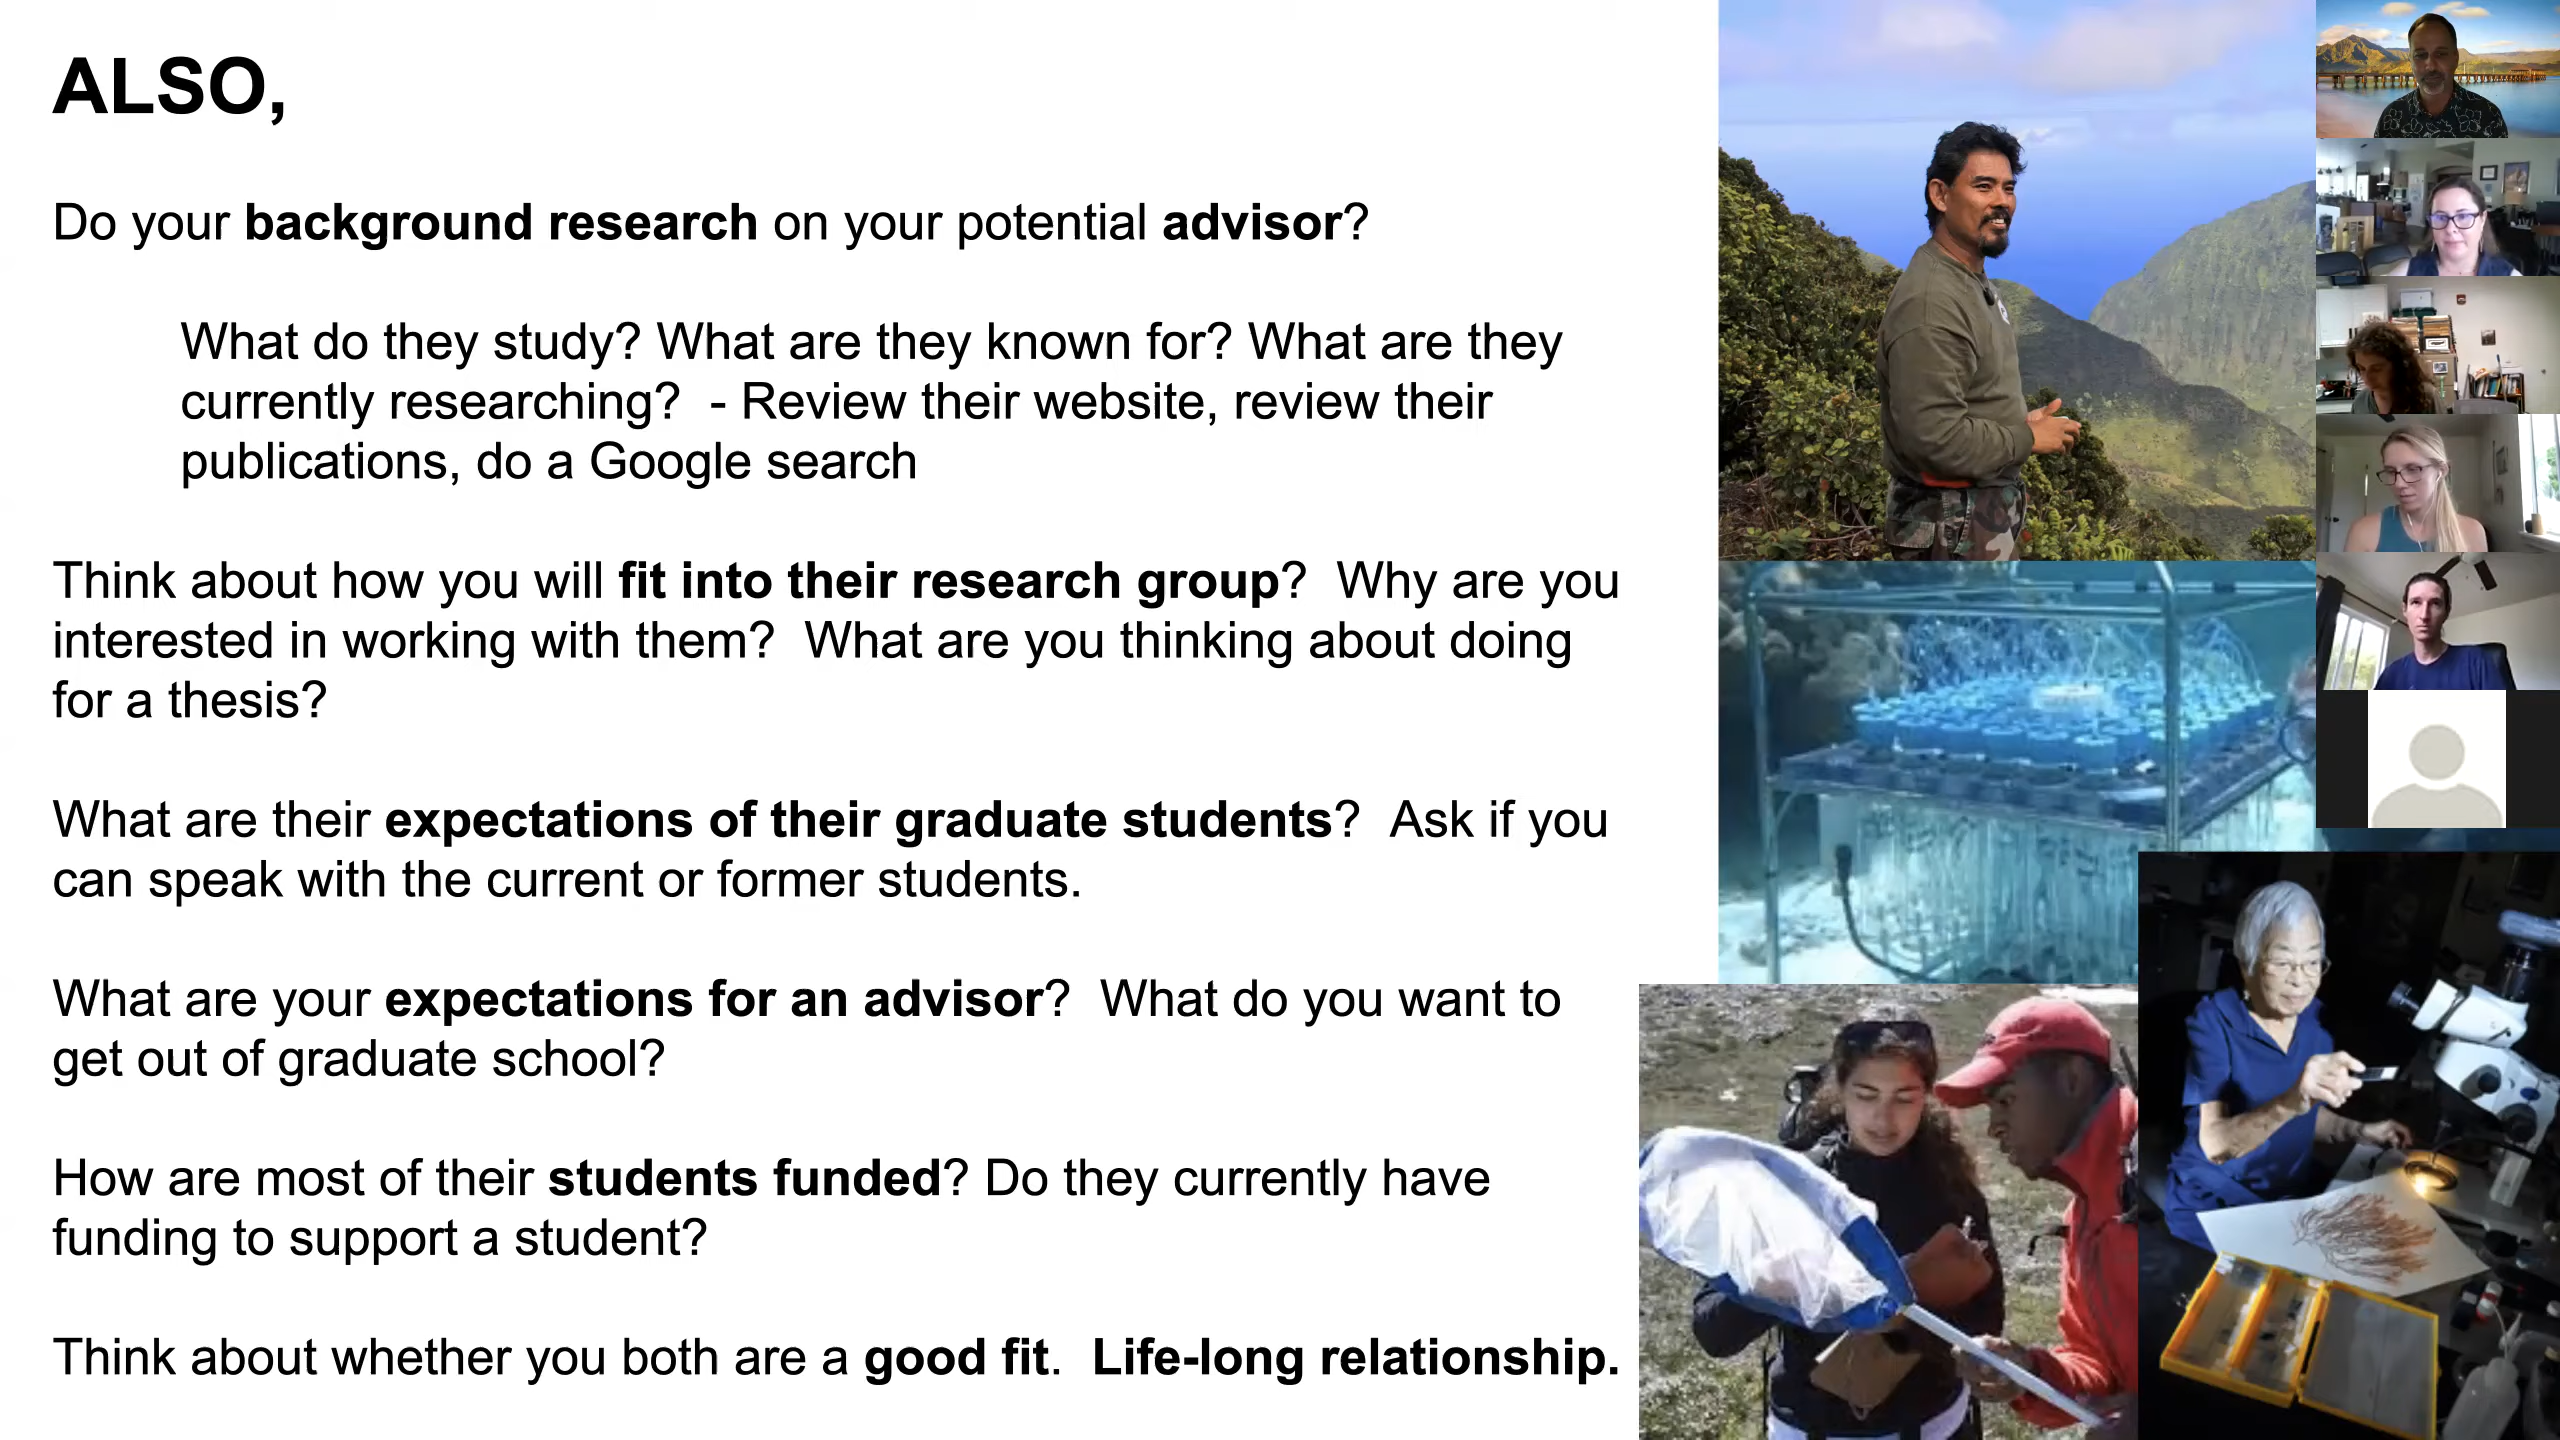 ALSO,
Do your background research on your potential advisor?
What do they study? What are they known for? What are they
currently researching?  - Review their website, review their
publications, do a Google search
Think about how you will fit into their research group?  Why are you
interested in working with them?  What are you thinking about doing
for a thesis?
What are their expectations of their graduate students?  Ask if you
can speak with the current or former students.
What are your expectations for an advisor?  What do you want to
get out of graduate school?
How are most of their students funded? Do they currently have
funding to support a student?
Think about whether you both are a good fit.  Life-long relationship.